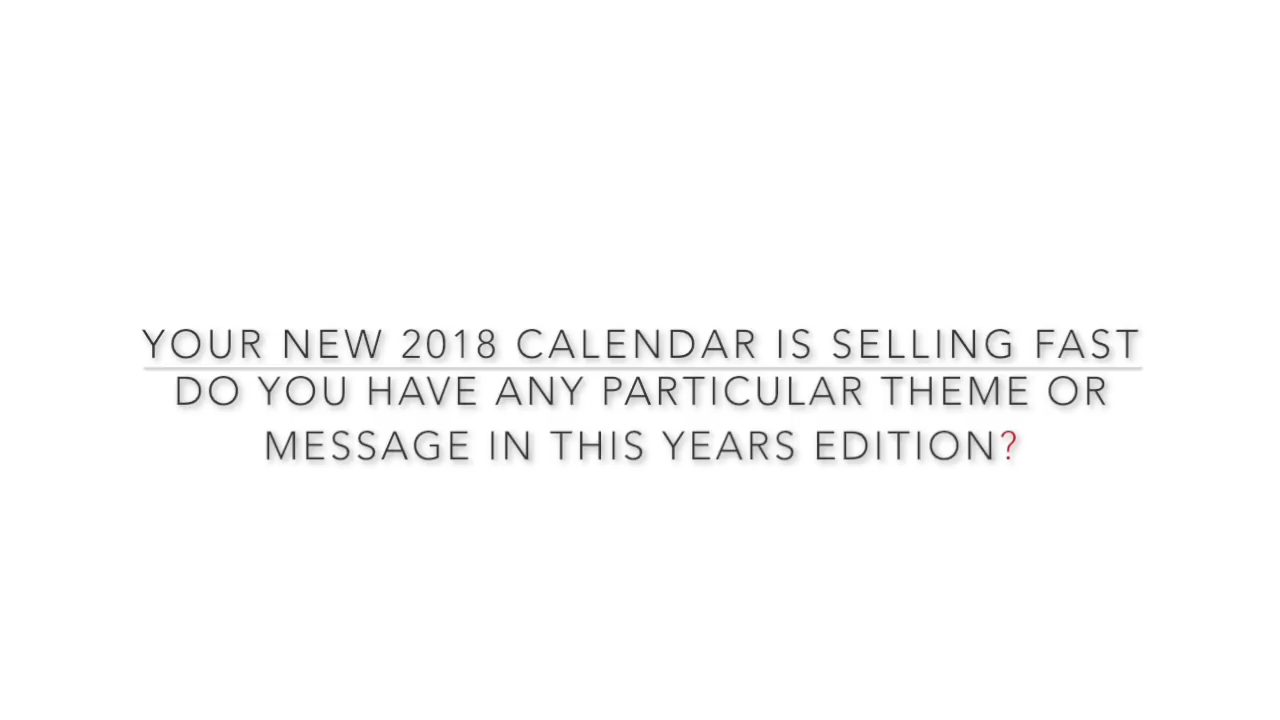 YOUR NEW 2018 CALENDAR IS SELLING FAST
DO YOU HAVE ANY PARTICULAR THEME OR
MESSAGE IN THIS YEARS EDITION?